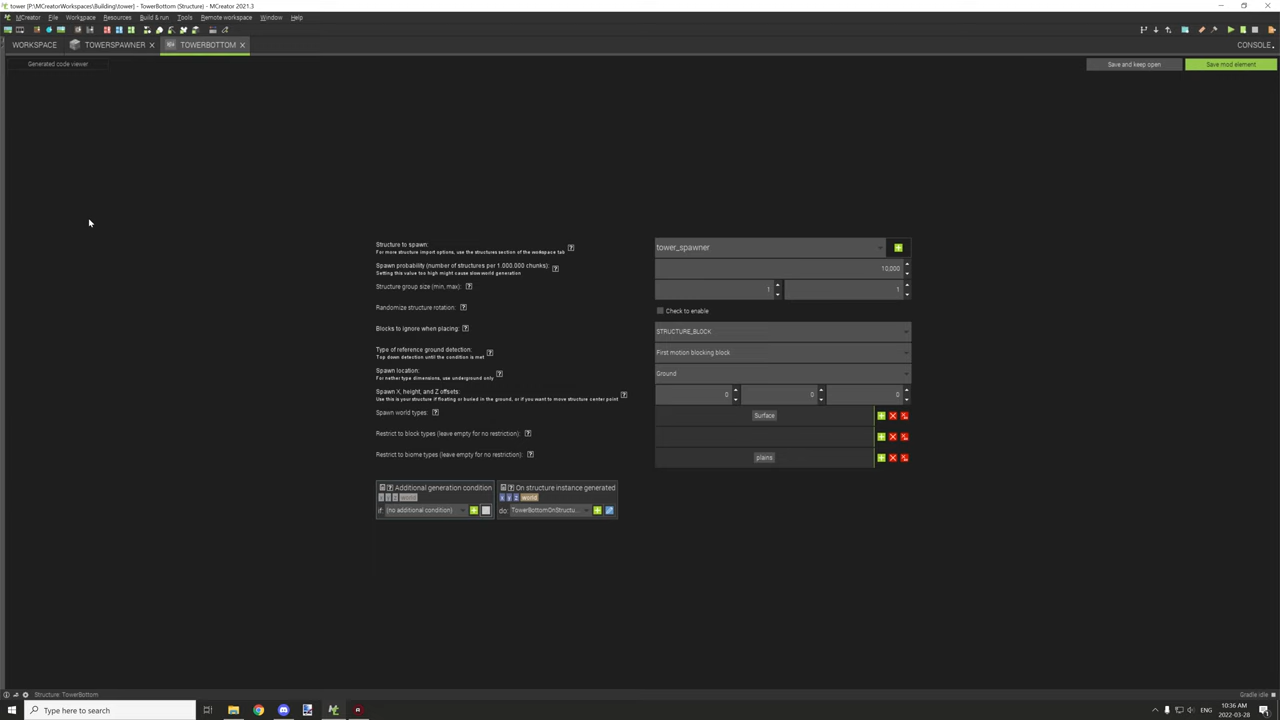 tower [P:\MCreatorWorkspaces\Building\tower] - TowerBottom (Structure) - MCreator 2021.3
MCreator File Workspace Resources Build & run Tools Remote workspace Window Help
WORKSPACE TOWERSPAWNER TOWERBOTTOM CONSOLE
Generated code viewer Save and keep open Save mod element
Structure to spawn: tower_spawner
For more structure import options, use the structures section of the workspace tab
Spawn probability (number of structures per 1.000.000 chunks): 10,000
Setting this value too high might cause slow world generation
Structure group size (min, max): 1 1
Randomize structure rotation: Check to enable
Blocks to ignore when placing: STRUCTURE_BLOCK
Type of reference ground detection: First motion blocking block
Top down detection until the condition is met
Spawn location: Ground
For nether type dimensions, use underground only
Spawn X, height, and Z offsets: 0 0 0
Use this is your structure if floating or buried in the ground, or if you want to move structure center point
Spawn world types: Surface
Restrict to block types (leave empty for no restriction):
Restrict to biome types (leave empty for no restriction): plains
Additional generation condition On structure instance generated
x y z world x y z world
if: (no additional condition) do: TowerBottomOnStructu...
Structure: TowerBottom Gradle idle
Type here to search ENG 10:36 AM
2022-03-28